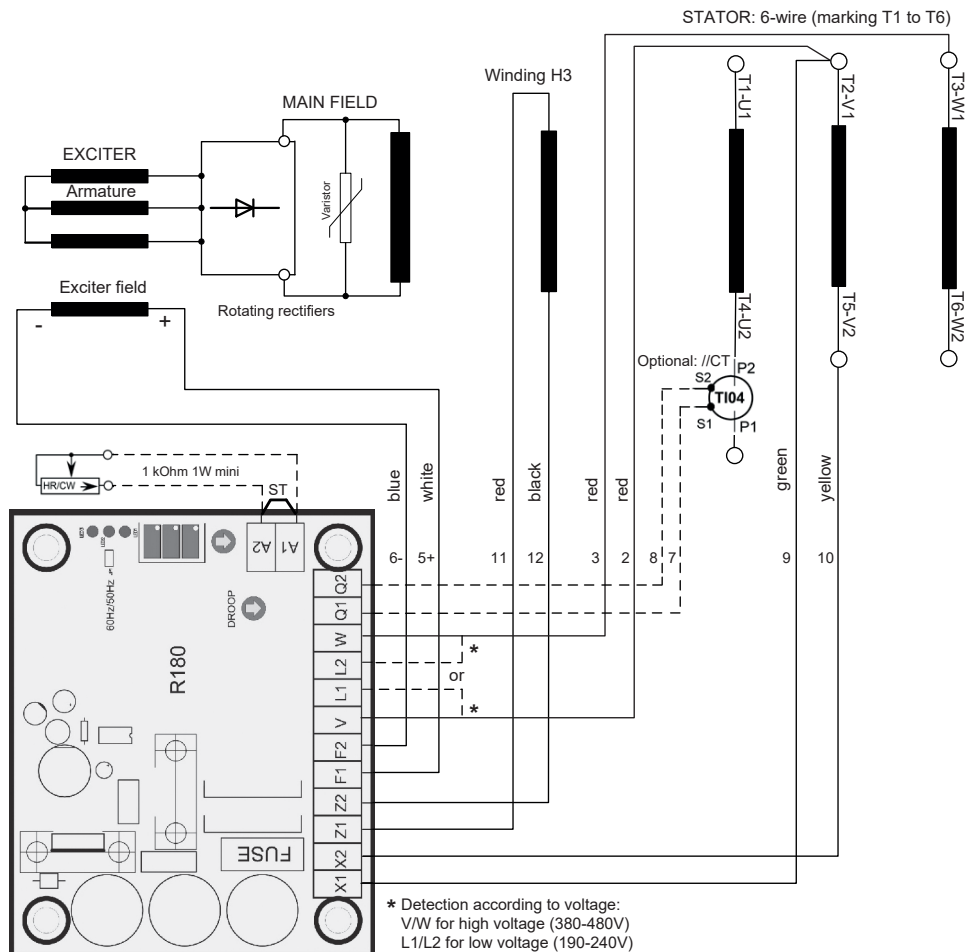 STATOR: 6-wire (marking T1 to T6)
Winding H3
MAIN FIELD
EXCITER
Armature
Varistor
T1-U1
T2-V1
T3-W1
Exciter field
- +
Rotating rectifiers
T4-U2
T5-V2
T6-W2
Optional: //CT
P2
S2
TI04
S1
P1
1 kOhm 1W mini
HR/CW
ST
blue
white
red
black
red
red
green
yellow
6-
5+
11
12
3
2
8
7
9
10
A2
A1
60Hz/50Hz
DROOP
R180
Q2
Q1
W
L2
L1
V
F2
F1
Z2
Z1
X2
X1
*
or
*
FUSE
* Detection according to voltage:
V/W for high voltage (380-480V)
L1/L2 for low voltage (190-240V)